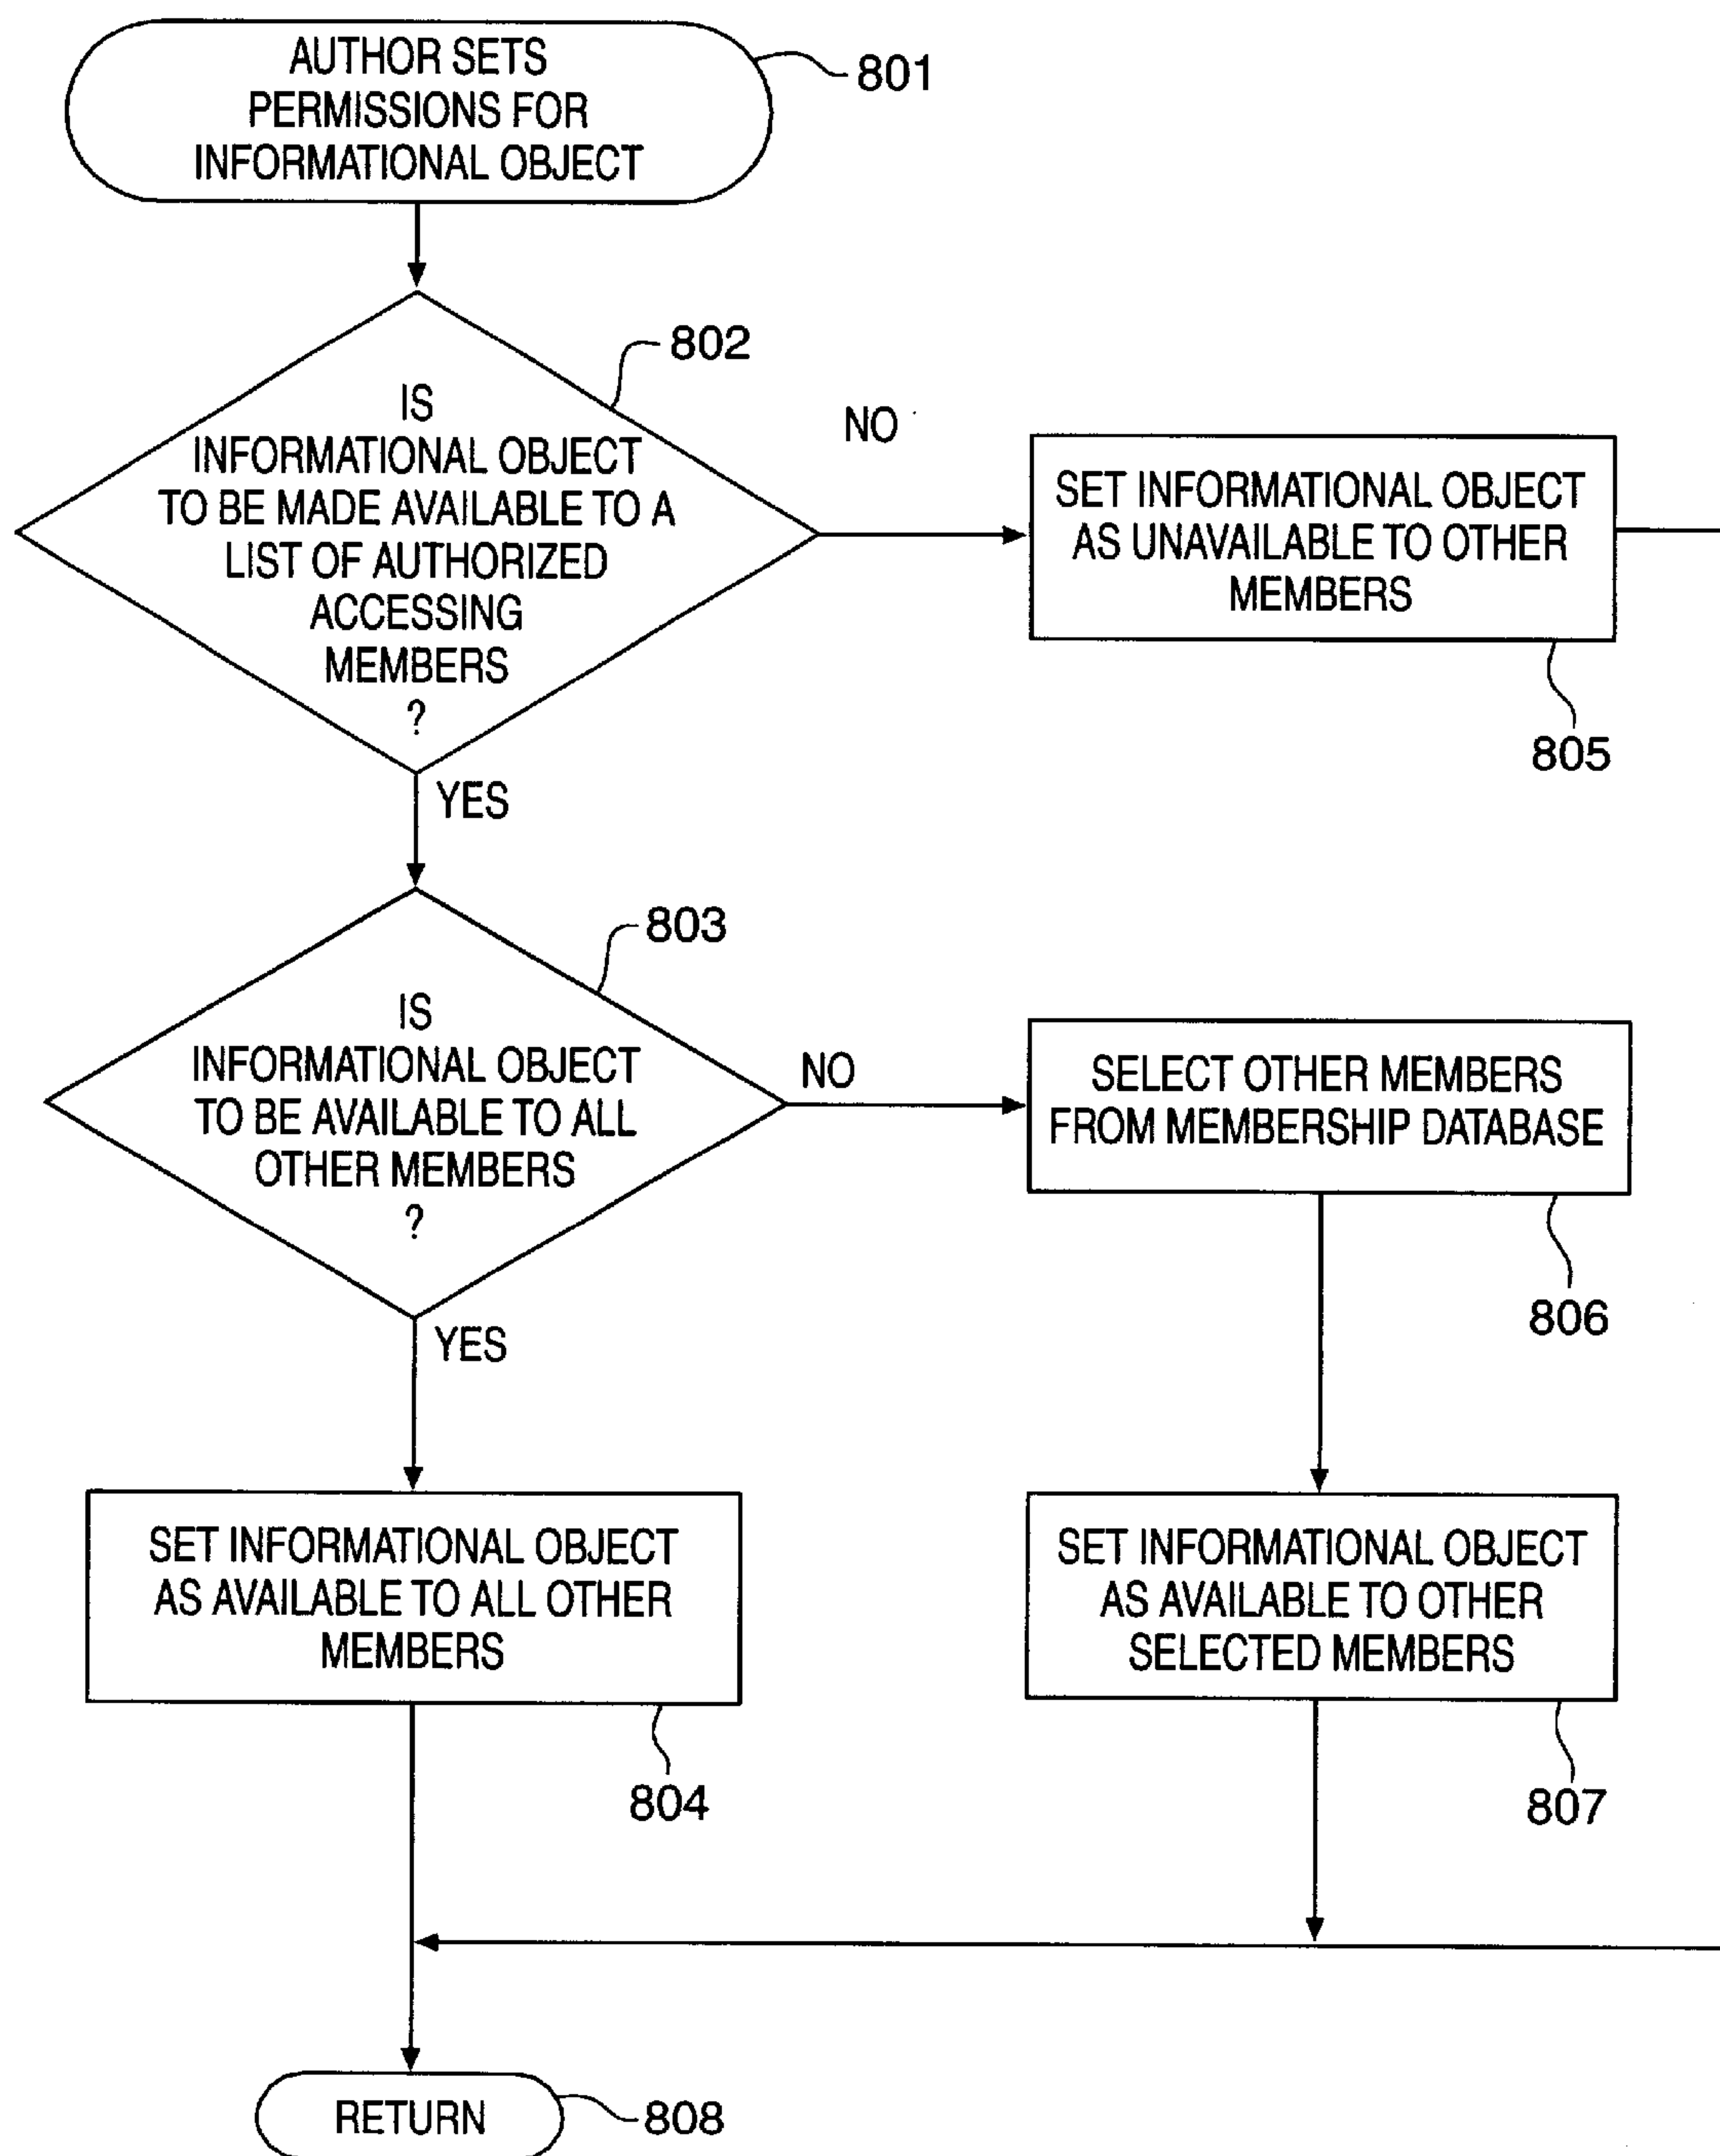 AUTHOR SETS
PERMISSIONS FOR
INFORMATIONAL OBJECT
801
802
IS
INFORMATIONAL OBJECT
TO BE MADE AVAILABLE TO A
LIST OF AUTHORIZED
ACCESSING
MEMBERS
?
NO
SET INFORMATIONAL OBJECT
AS UNAVAILABLE TO OTHER
MEMBERS
805
YES
803
IS
INFORMATIONAL OBJECT
TO BE AVAILABLE TO ALL
OTHER MEMBERS
?
NO
SELECT OTHER MEMBERS
FROM MEMBERSHIP DATABASE
806
YES
SET INFORMATIONAL OBJECT
AS AVAILABLE TO ALL OTHER
MEMBERS
804
SET INFORMATIONAL OBJECT
AS AVAILABLE TO OTHER
SELECTED MEMBERS
807
RETURN
808